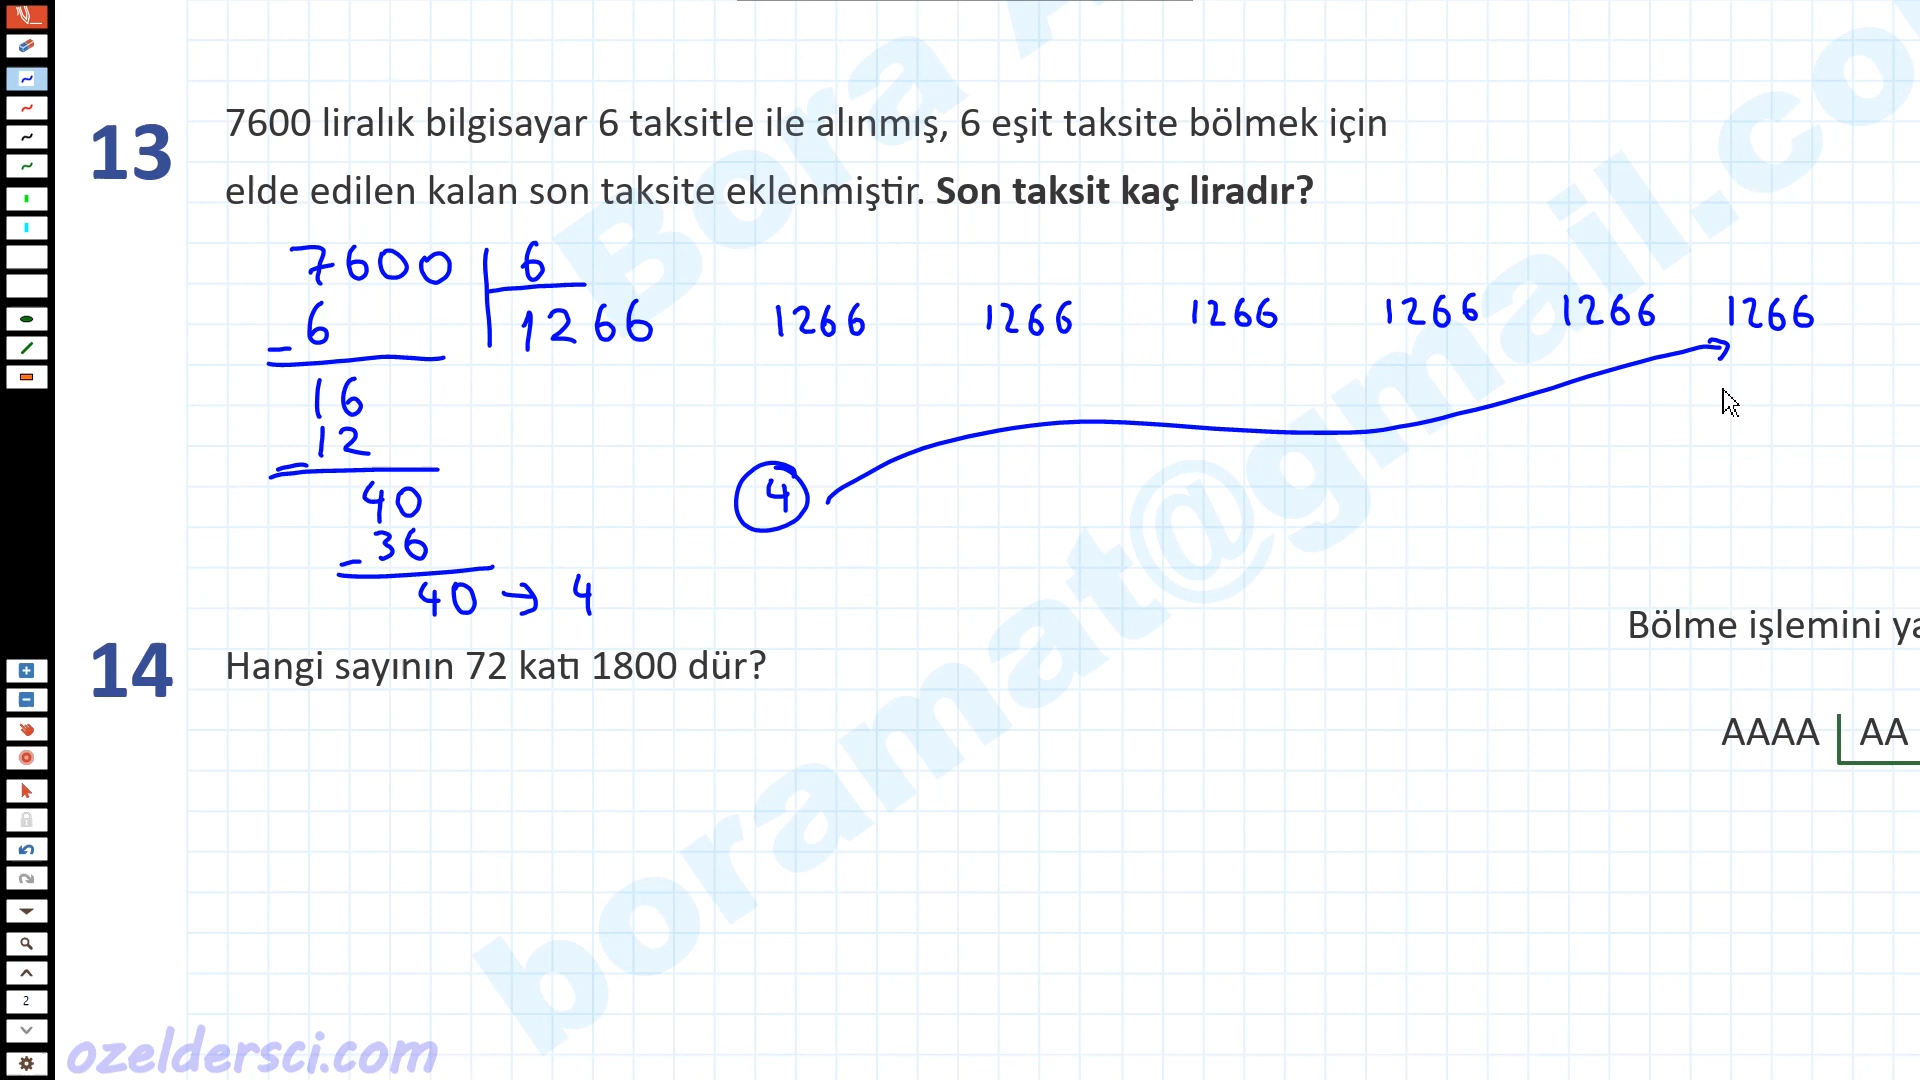 13
7600 liralık bilgisayar 6 taksitle ile alınmış, 6 eşit taksite bölmek için
elde edilen kalan son taksite eklenmiştir. Son taksit kaç liradır?
7600 6
6 1266 1266 1266 1266 1266 1266 1266
-
16
- 12
40 4
- 36
40 → 4
14 Hangi sayının 72 katı 1800 dür?
Bölme işlemini
AAAA AA
Bora
boramat@gmail.co
2
ozeldersci.com